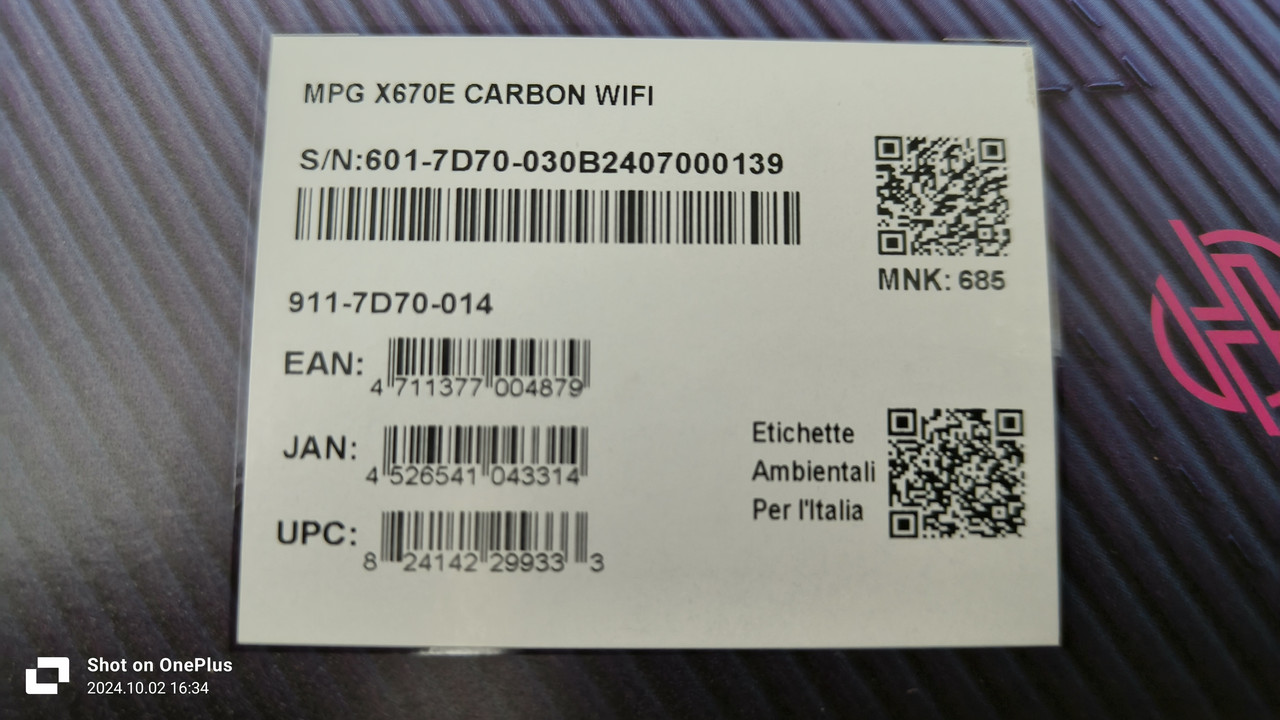 MPG X670E CARBON WIFI
S/N:601-7D70-030B2407000139
MNK: 685
911-7D70-014
EAN:
4 711377 004879
JAN:
4 526541 043314
UPC:
8 24142 29933 3
Etichette
Ambientali
Per l'Italia
Shot on OnePlus
2024.10.02 16:34